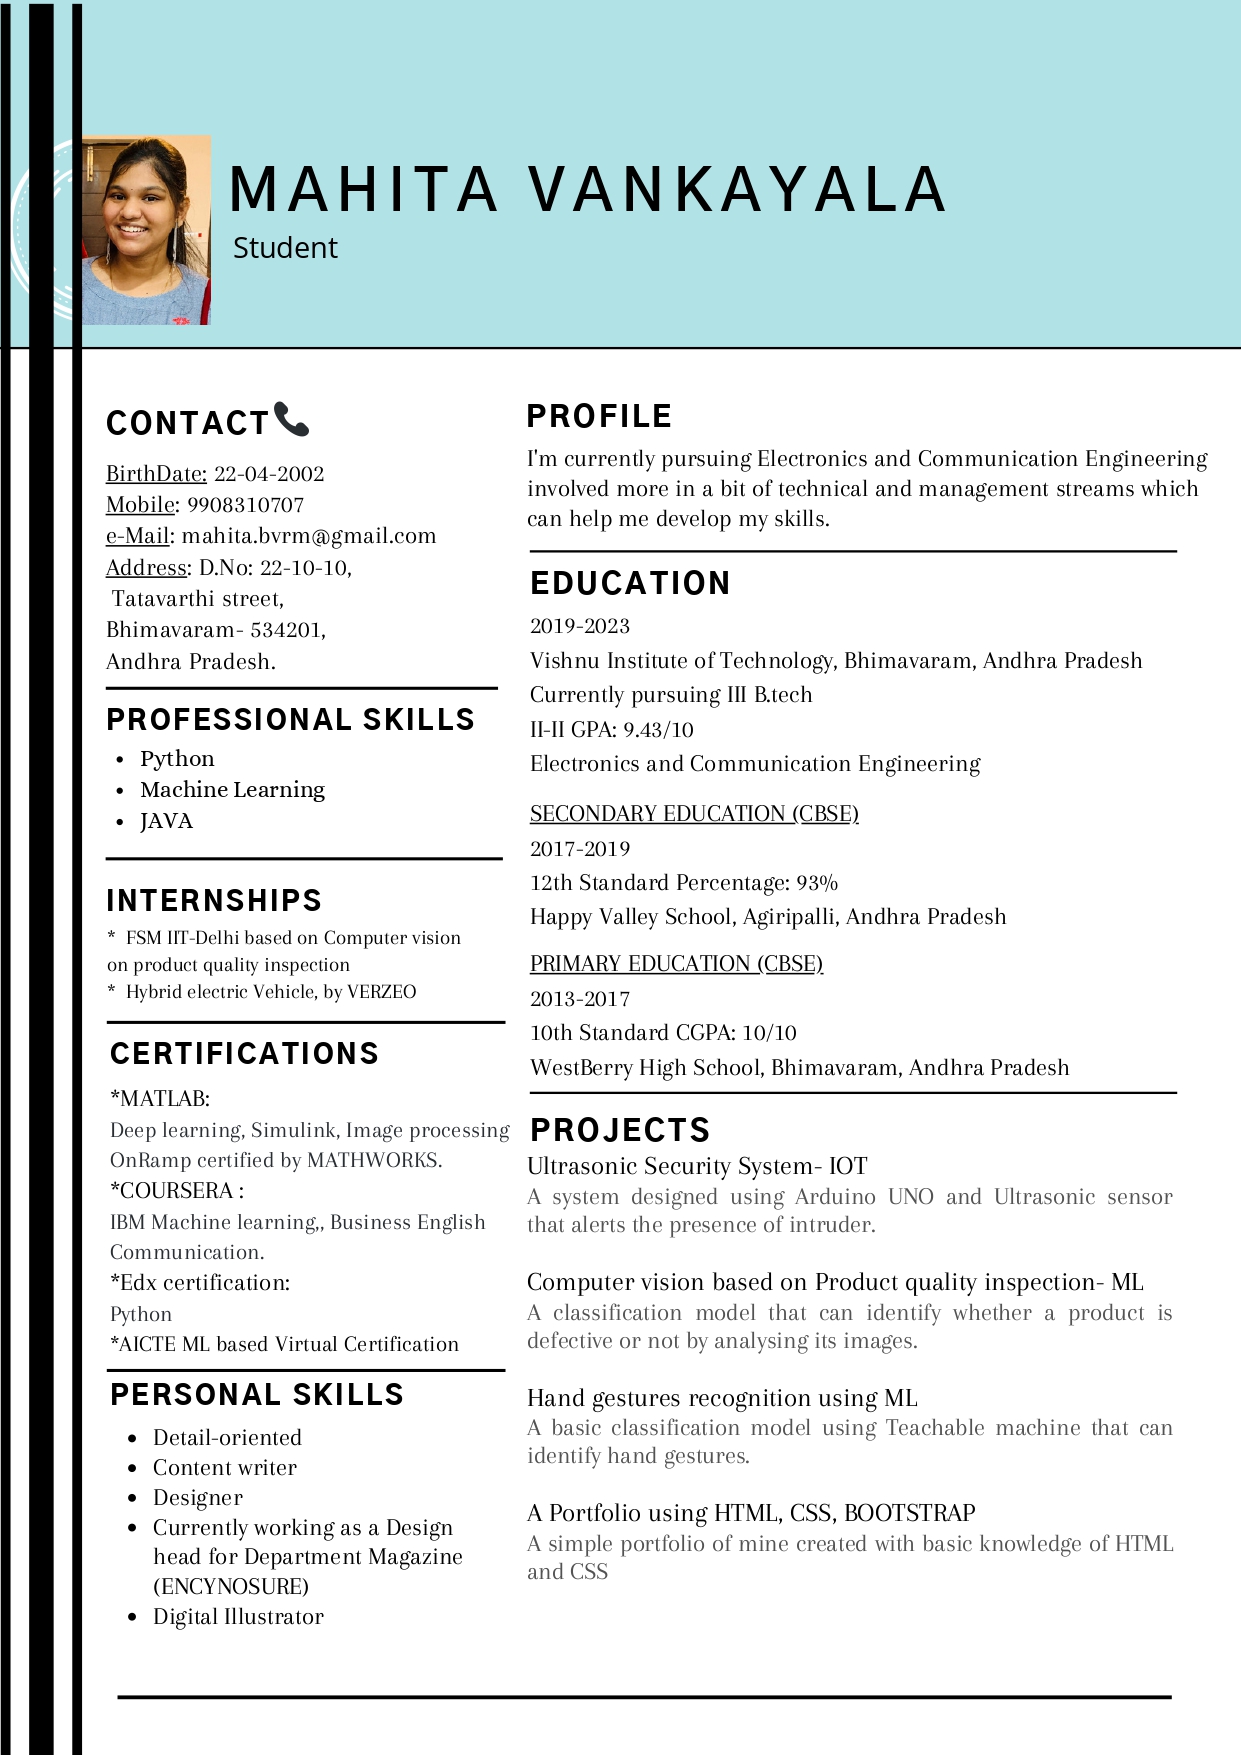 MAHITA VANKAYALA
Student
CONTACT
BirthDate: 22-04-2002
Mobile: 9908310707
e-Mail: mahita.bvrm@gmail.com
Address: D.No: 22-10-10,
Tatavarthi street,
Bhimavaram- 534201,
Andhra Pradesh.
PROFESSIONAL SKILLS
• Python
• Machine Learning
• JAVA
INTERNSHIPS
* FSM IIT-Delhi based on Computer vision
on product quality inspection
* Hybrid electric Vehicle, by VERZEO
CERTIFICATIONS
*MATLAB:
Deep learning, Simulink, Image processing
OnRamp certified by MATHWORKS.
*COURSERA :
IBM Machine learning,, Business English
Communication.
*Edx certification:
Python
*AICTE ML based Virtual Certification
PERSONAL SKILLS
• Detail-oriented
• Content writer
• Designer
• Currently working as a Design
head for Department Magazine
(ENCYNOSURE)
• Digital Illustrator
PROFILE
I'm currently pursuing Electronics and Communication Engineering
involved more in a bit of technical and management streams which
can help me develop my skills.
EDUCATION
2019-2023
Vishnu Institute of Technology, Bhimavaram, Andhra Pradesh
Currently pursuing III B.tech
II-II GPA: 9.43/10
Electronics and Communication Engineering
SECONDARY EDUCATION (CBSE)
2017-2019
12th Standard Percentage: 93%
Happy Valley School, Agiripalli, Andhra Pradesh
PRIMARY EDUCATION (CBSE)
2013-2017
10th Standard CGPA: 10/10
WestBerry High School, Bhimavaram, Andhra Pradesh
PROJECTS
Ultrasonic Security System- IOT
A system designed using Arduino UNO and Ultrasonic sensor
that alerts the presence of intruder.
Computer vision based on Product quality inspection- ML
A classification model that can identify whether a product is
defective or not by analysing its images.
Hand gestures recognition using ML
A basic classification model using Teachable machine that can
identify hand gestures.
A Portfolio using HTML, CSS, BOOTSTRAP
A simple portfolio of mine created with basic knowledge of HTML
and CSS